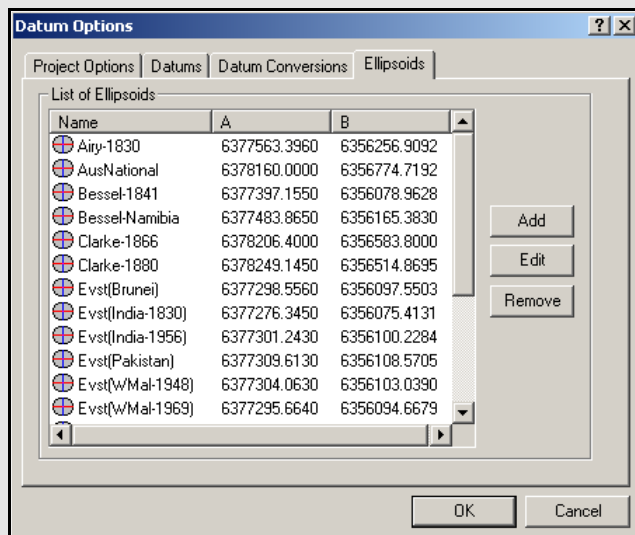 Datum Options
Project Options Datums Datum Conversions Ellipsoids
List of Ellipsoids
Name A B
Airy-1830 6377563.3960 6356256.9092
AusNational 6378160.0000 6356774.7192
Bessel-1841 6377397.1550 6356078.9628
Bessel-Namibia 6377483.8650 6356165.3830
Clarke-1866 6378206.4000 6356583.8000
Clarke-1880 6378249.1450 6356514.8695
Evst(Brunei) 6377298.5560 6356097.5503
Evst(India-1830) 6377276.3450 6356075.4131
Evst(India-1956) 6377301.2430 6356100.2284
Evst(Pakistan) 6377309.6130 6356108.5705
Evst(WMal-1948) 6377304.0630 6356103.0390
Evst(WMal-1969) 6377295.6640 6356094.6679
Add
Edit
Remove
OK Cancel